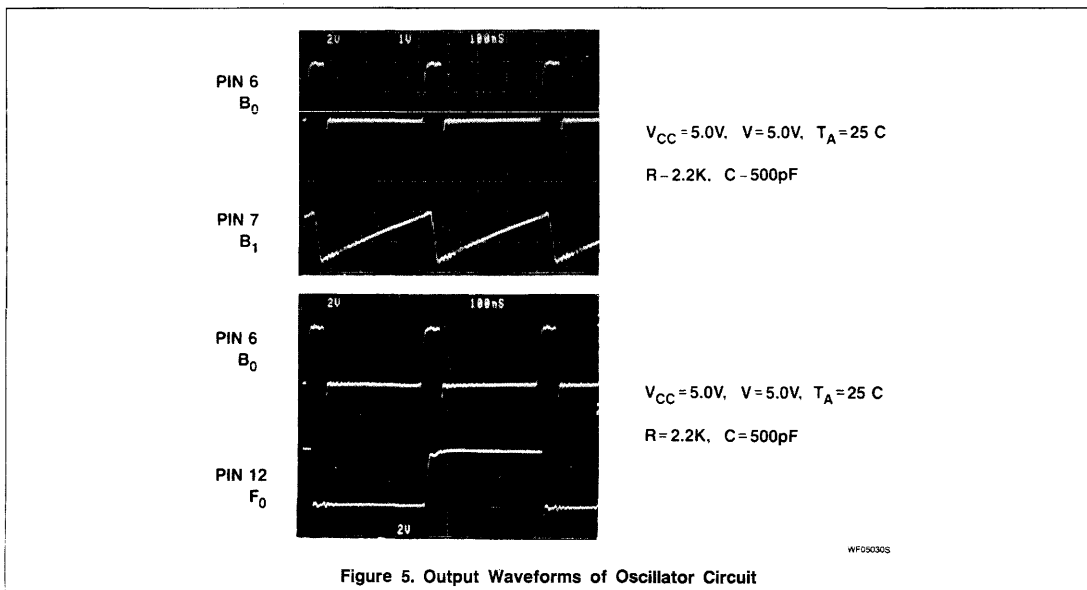 2V 1V 100nS
PIN 6
B0
VCC=5.0V, V=5.0V, TA=25 C
R-2.2K, C-500pF
PIN 7
B1
2V 100nS
PIN 6
B0
VCC=5.0V, V=5.0V, TA=25 C
R=2.2K, C=500pF
PIN 12
F0
2V
WF05030S
Figure 5. Output Waveforms of Oscillator Circuit